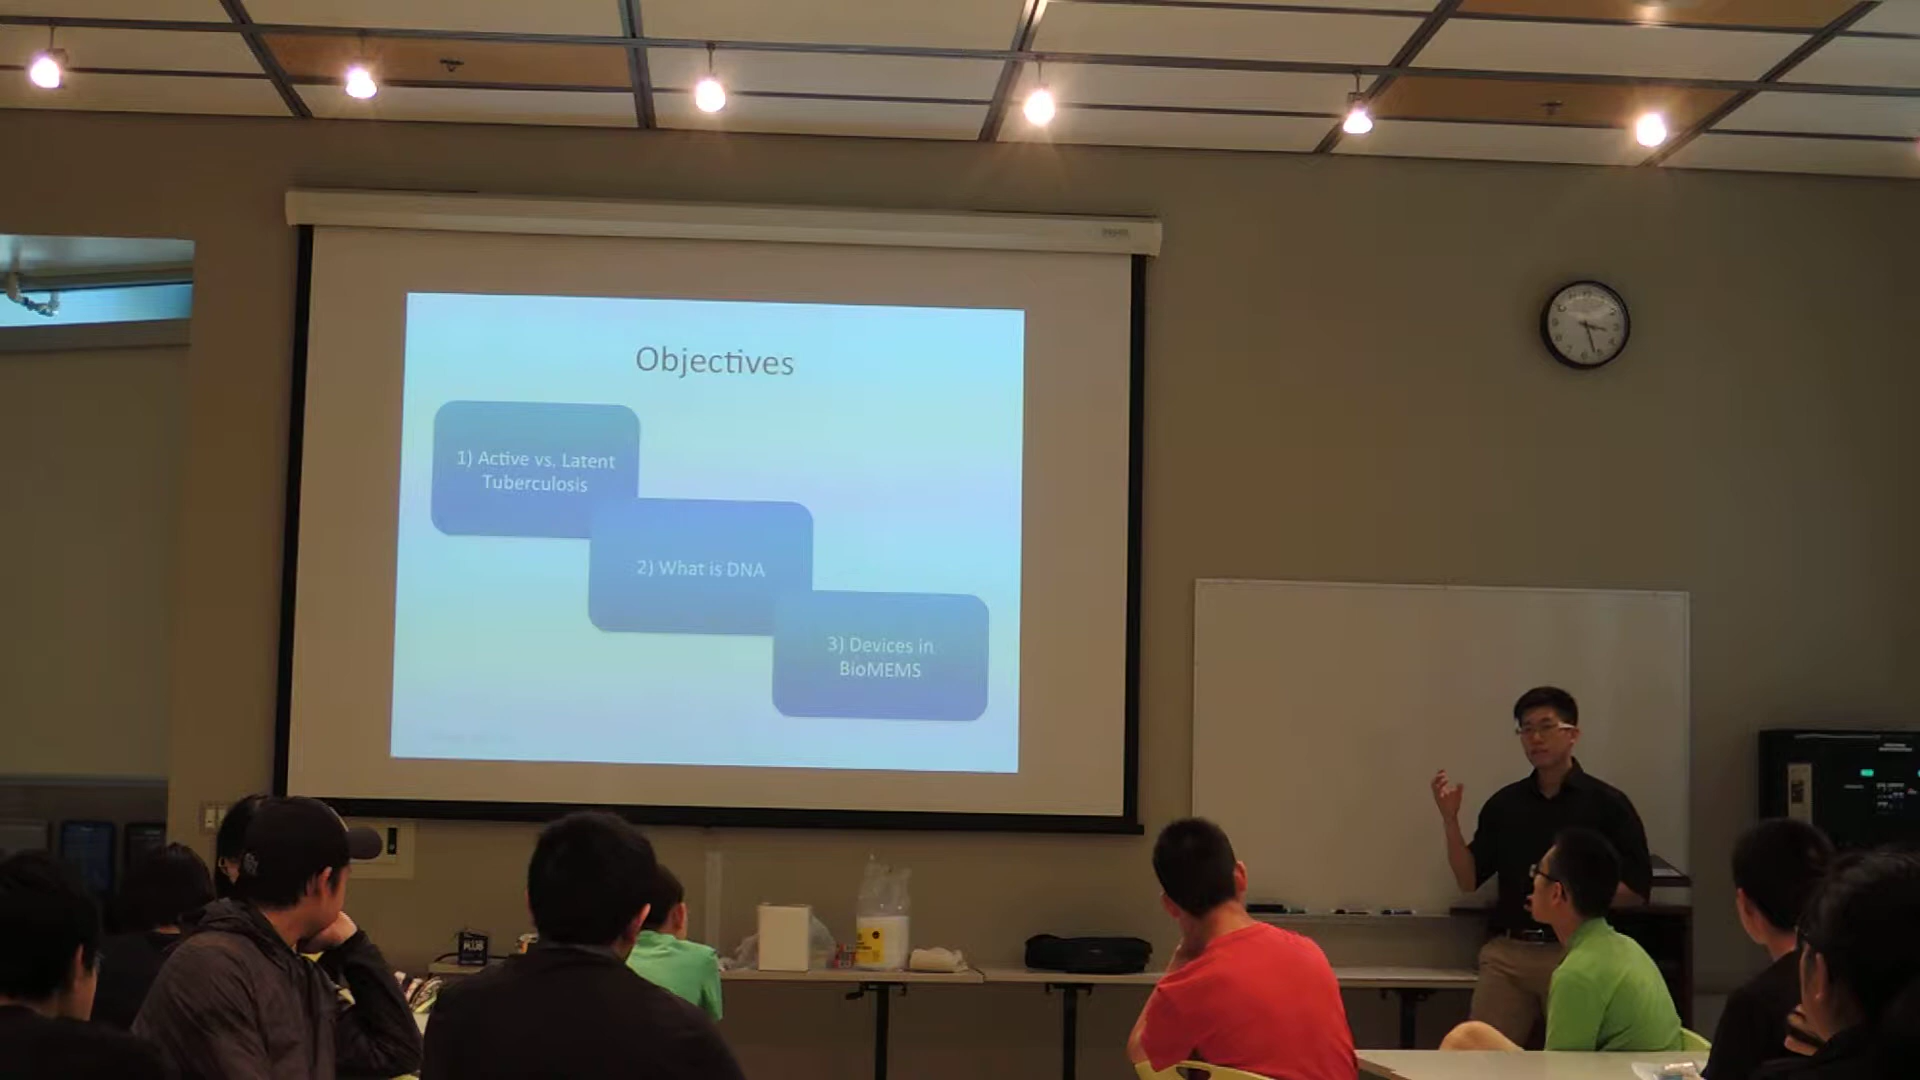 Objectives
1) Active vs. Latent
Tuberculosis
2) What is DNA
3) Devices in
BioMEMS